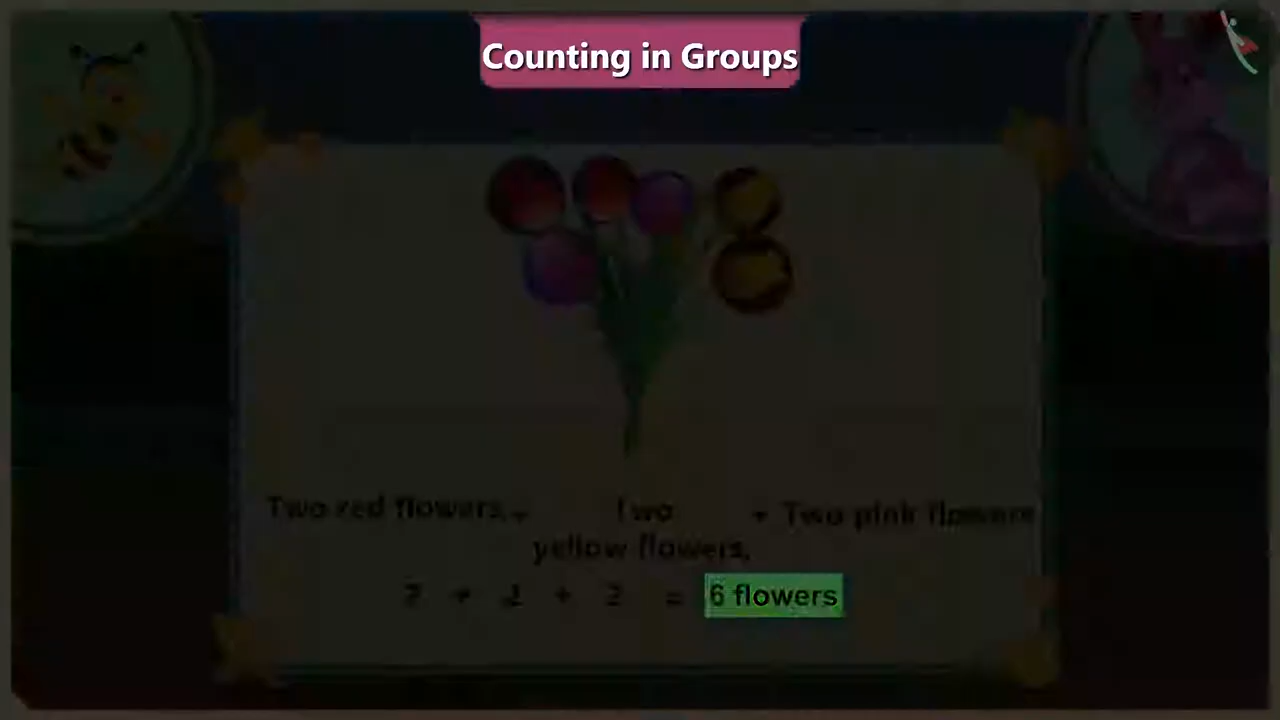 Counting in Groups
Two red flowers, + Two + Two pink flowers
yellow flowers,
2 + 2 + 2 = 6 flowers